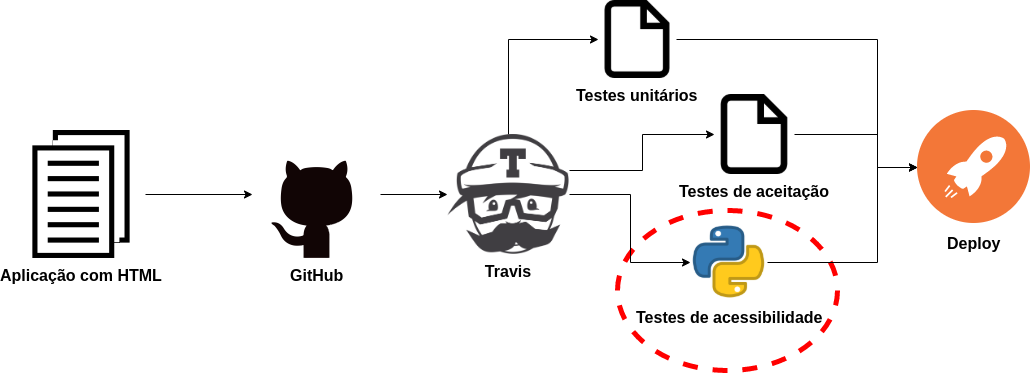 Testes unitários
Testes de aceitação
Aplicação com HTML
GitHub
T
Travis
Testes de acessibilidade
Deploy